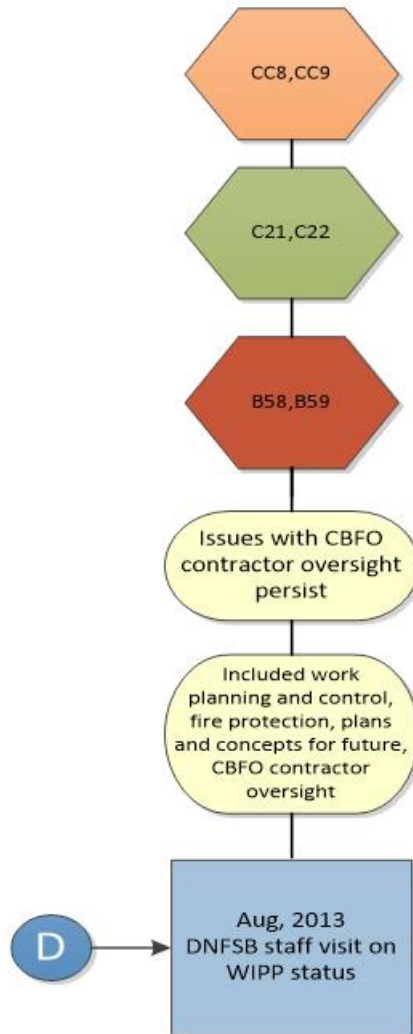 CC8,CC9
C21,C22
B58,B59
Issues with CBFO
contractor oversight
persist
Included work
planning and control,
fire protection, plans
and concepts for future,
CBFO contractor
oversight
D
Aug, 2013
DNFSB staff visit on
WIPP status